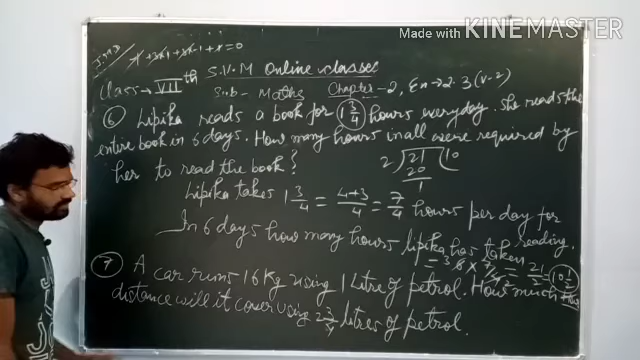 Made with KINEMASTER
S.V.M Online classes
Class → VIIth Sub - Maths Chapter - 2, Ex → 2.3 (V-2)
⑥ Lipika reads a book for 1 3/4 hours everyday. She reads the
entire book in 6 days. How many hours in all were required by
her to read the book?
2 ) 21 ( 10
20
1
Lipika takes 1 3/4 = 4+3/4 = 7/4 hours per day for
reading.
In 6 days how many hours lipika has taken
= 3 6 × 7/4 2 = 21/2 = 10 1/2
⑦ A car runs 16 Kg using 1 Litre of petrol. How much
distance will it cover using 2 3/4 litres of petrol.